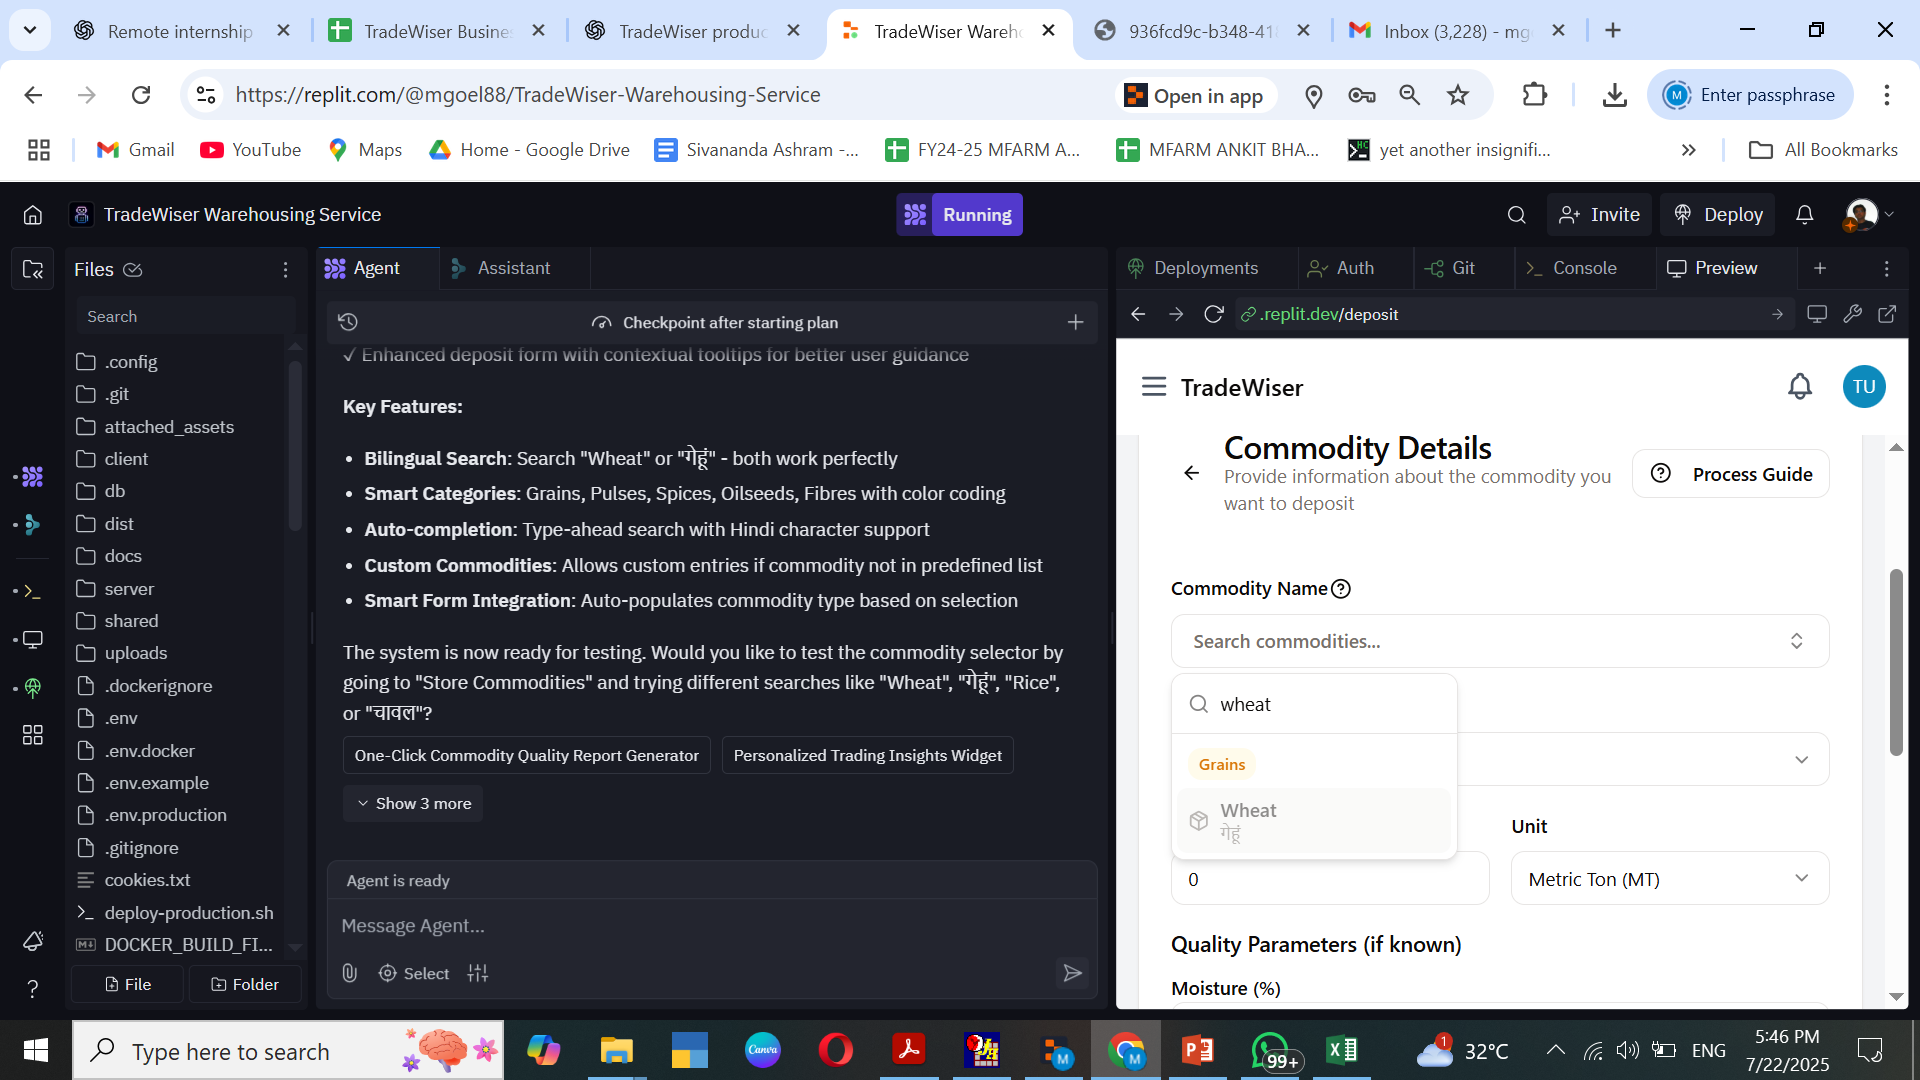 Remote internship
TradeWiser Busine
TradeWiser produc
TradeWiser Wareho
936fcd9c-b348-41
Inbox (3,228) - mg
https://replit.com/@mgoel88/TradeWiser-Warehousing-Service
Open in app
Enter passphrase
Gmail
YouTube
Maps
Home - Google Drive
Sivananda Ashram -...
FY24-25 MFARM A...
MFARM ANKIT BHA...
yet another insignifi...
All Bookmarks
TradeWiser Warehousing Service
Running
Invite
Deploy
Files
Search
.config
.git
attached_assets
client
db
dist
docs
server
shared
uploads
.dockerignore
.env
.env.docker
.env.example
.env.production
.gitignore
cookies.txt
deploy-production.sh
DOCKER_BUILD_FI...
File
Folder
Agent
Assistant
Checkpoint after starting plan
✓ Enhanced deposit form with contextual tooltips for better user guidance
Key Features:
• Bilingual Search: Search "Wheat" or "गेहूं" - both work perfectly
• Smart Categories: Grains, Pulses, Spices, Oilseeds, Fibres with color coding
• Auto-completion: Type-ahead search with Hindi character support
• Custom Commodities: Allows custom entries if commodity not in predefined list
• Smart Form Integration: Auto-populates commodity type based on selection
The system is now ready for testing. Would you like to test the commodity selector by
going to "Store Commodities" and trying different searches like "Wheat", "गेहूं", "Rice",
or "चावल"?
One-Click Commodity Quality Report Generator
Personalized Trading Insights Widget
Show 3 more
Agent is ready
Message Agent...
Select
Deployments
Auth
Git
Console
Preview
.replit.dev/deposit
TradeWiser
TU
Commodity Details
Provide information about the commodity you
want to deposit
Process Guide
Commodity Name
Search commodities...
wheat
Grains
Wheat
गेहूं
Unit
0
Metric Ton (MT)
Quality Parameters (if known)
Moisture (%)
Type here to search
Canva
99+
1
32°C
ENG
5:46 PM
7/22/2025